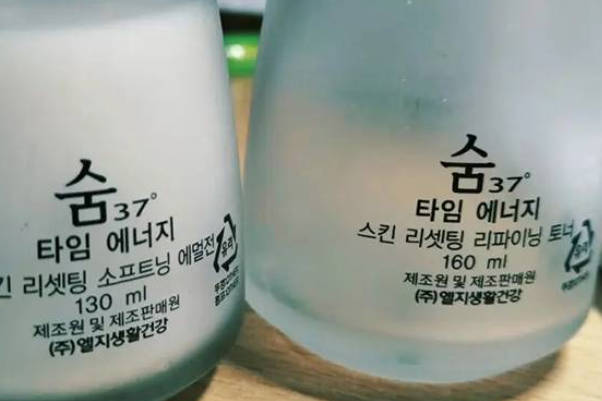 숨37°
타임 에너지
리셋팅 소프트닝 에멀전
130 ml
제조원 및 제조판매원
(주)엘지생활건강
숨37°
타임 에너지
스킨 리셋팅 리파이닝 토너
160 ml
제조원 및 제조판매원
(주)엘지생활건강